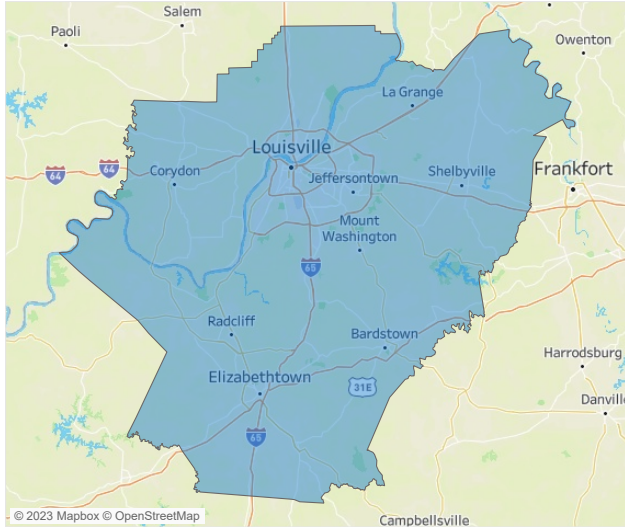 Salem
Paoli
Owenton
La Grange
Louisville
64
64
Corydon
Jeffersontown
Shelbyville
Frankfort
Mount
Washington
65
Radcliff
Bardstown
Harrodsburg
Elizabethtown
31E
Danvill
65
© 2023 Mapbox © OpenStreetMap
Campbellsville